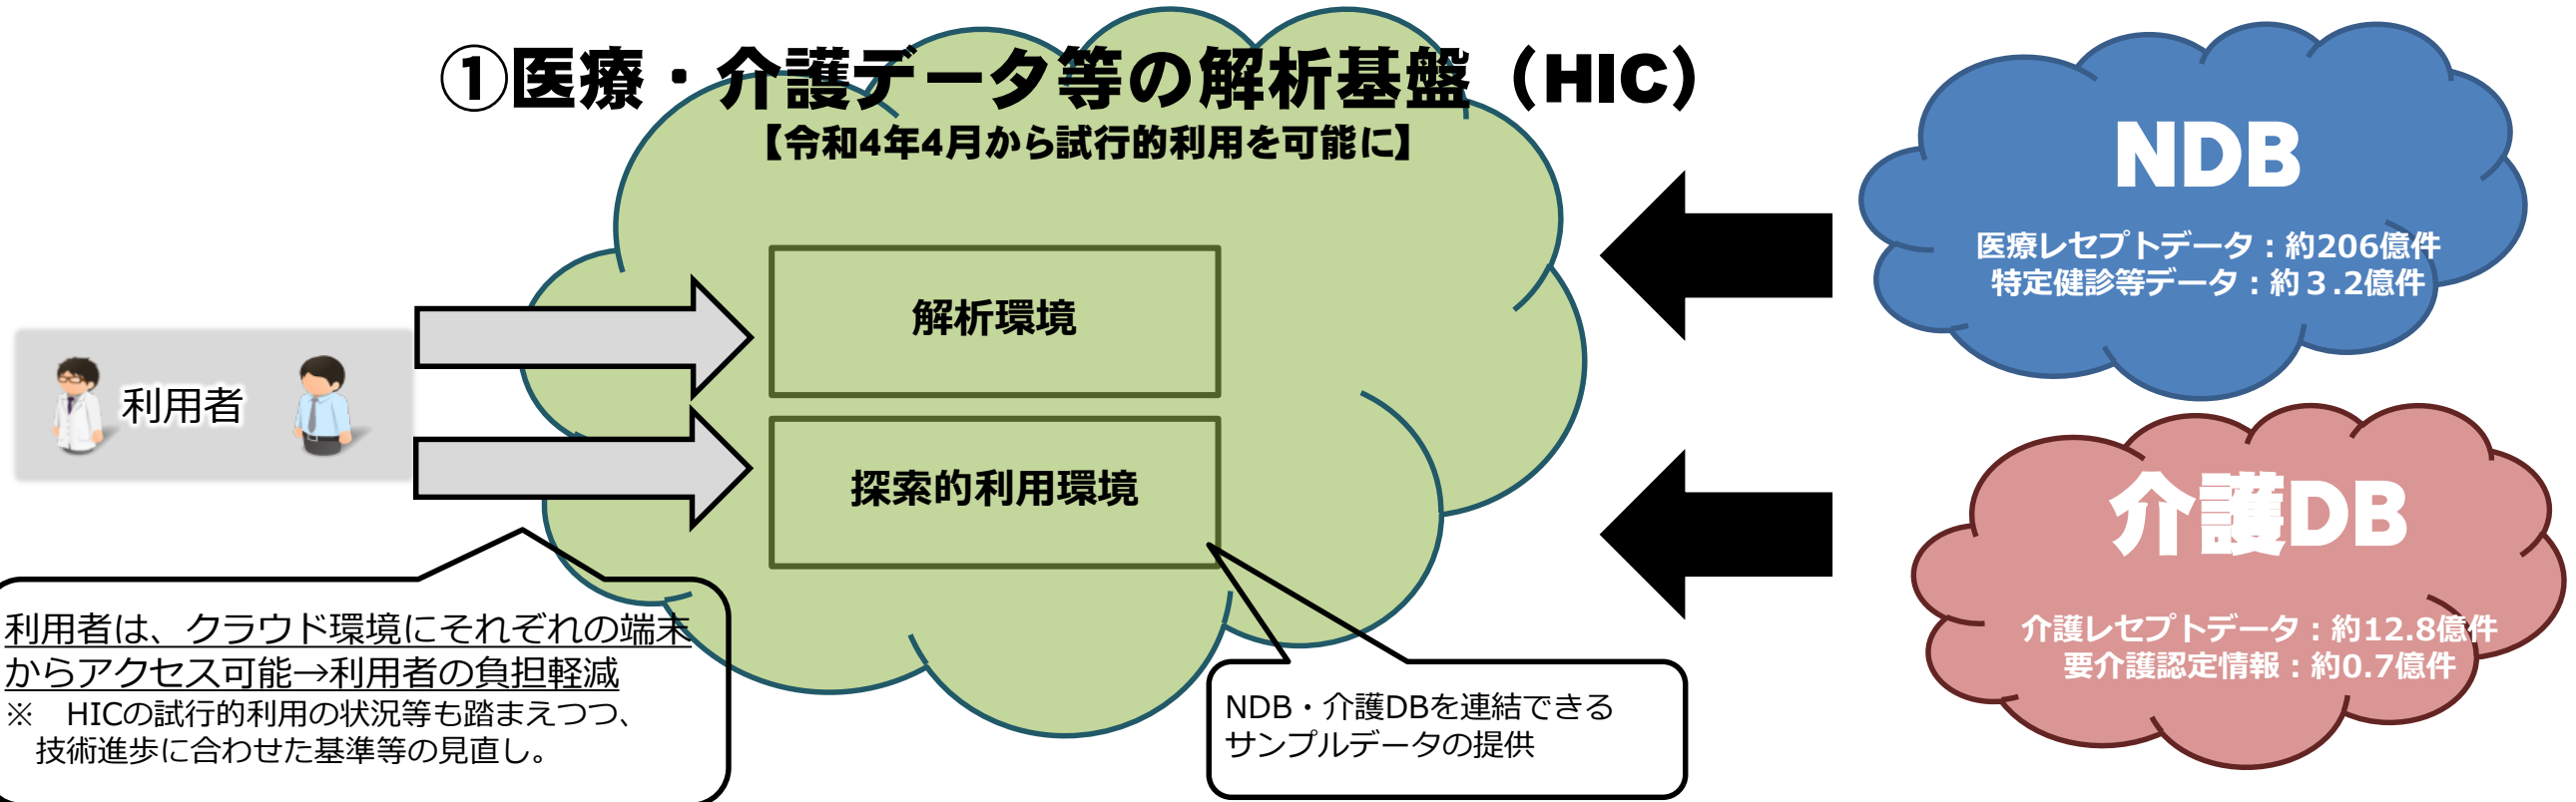 ①医療・介護データ等の解析基盤（HIC）
【令和4年4月から試行的利用を可能に】
NDB
医療レセプトデータ：約206億件
特定健診等データ：約３.2億件
解析環境
利用者
探索的利用環境
介護DB
介護レセプトデータ：約12.8億件
要介護認定情報：約0.7億件
利用者は、クラウド環境にそれぞれの端末
からアクセス可能→利用者の負担軽減
※　HICの試行的利用の状況等も踏まえつつ、
技術進歩に合わせた基準等の見直し。
NDB・介護DBを連結できる
サンプルデータの提供